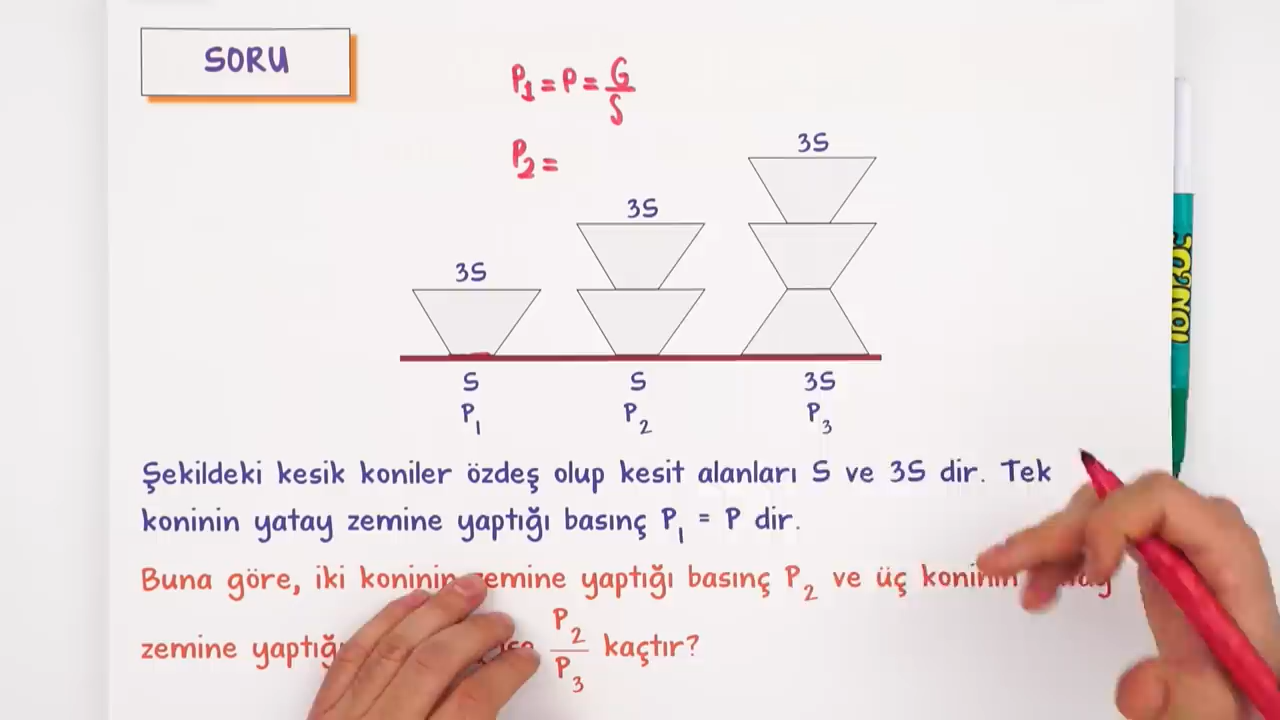 SORU
P1 = P = G/S
P2 =
3S
3S
3S
S
S
3S
P1
P2
P3
Şekildeki kesik koniler özdeş olup kesit alanları S ve 3S dir. Tek
koninin yatay zemine yaptığı basınç P1 = P dir.
Buna göre, iki koninin zemine yaptığı basınç P2 ve üç koninin
zemine P2/P3 kaçtır?